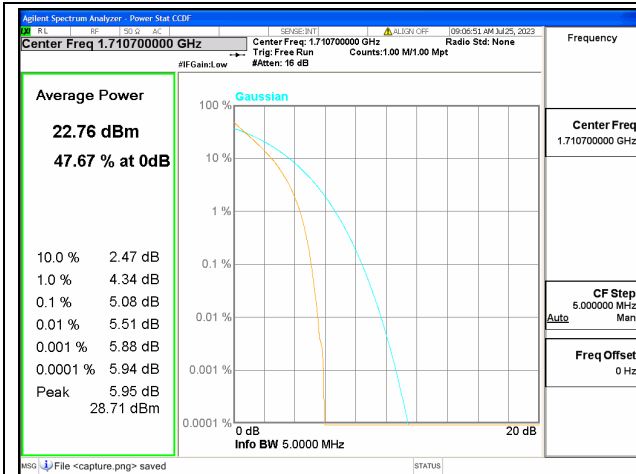 Agilent Spectrum Analyzer - Power Stat CCDF
RL RF 50 Ω AC SENSE:INT ALIGN OFF 09:06:51 AM Jul 25, 2023
Center Freq 1.710700000 GHz
Center Freq: 1.710700000 GHz Radio Std: None
Trig: Free Run Counts:1.00 M/1.00 Mpt
#IFGain:Low #Atten: 16 dB
Frequency
Average Power
22.76 dBm
47.67 % at 0dB
10.0 % 2.47 dB
1.0 % 4.34 dB
0.1 % 5.08 dB
0.01 % 5.51 dB
0.001 % 5.88 dB
0.0001 % 5.94 dB
Peak 5.95 dB
28.71 dBm
Gaussian
100 %
10 %
1 %
0.1 %
0.01 %
0.001 %
0.0001 %
0 dB 20 dB
Info BW 5.0000 MHz
Center Freq
1.710700000 GHz
CF Step
5.000000 MHz
Auto Man
Freq Offset
0 Hz
MSG File <capture.png> saved STATUS